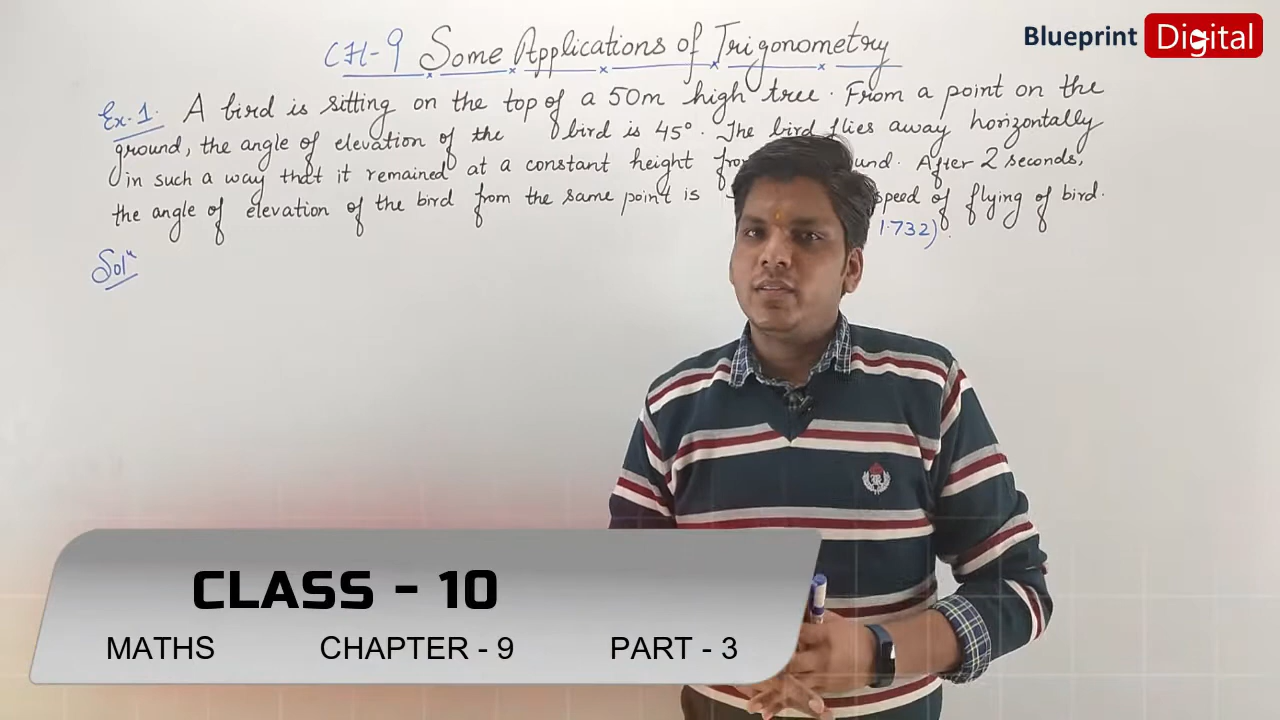 Blueprint Digital
CH-9 Some Applications of Trigonometry
Ex-1. A bird is sitting on the top of a 50m high tree. From a point on the
ground, the angle of elevation of the bird is 45°. The bird flies away horizontally
in such a way that it remained at a constant height After 2 seconds,
the angle of elevation of the bird from the same point is speed of flying of bird.
1.732).
Solⁿ
CLASS - 10
MATHS CHAPTER - 9 PART - 3